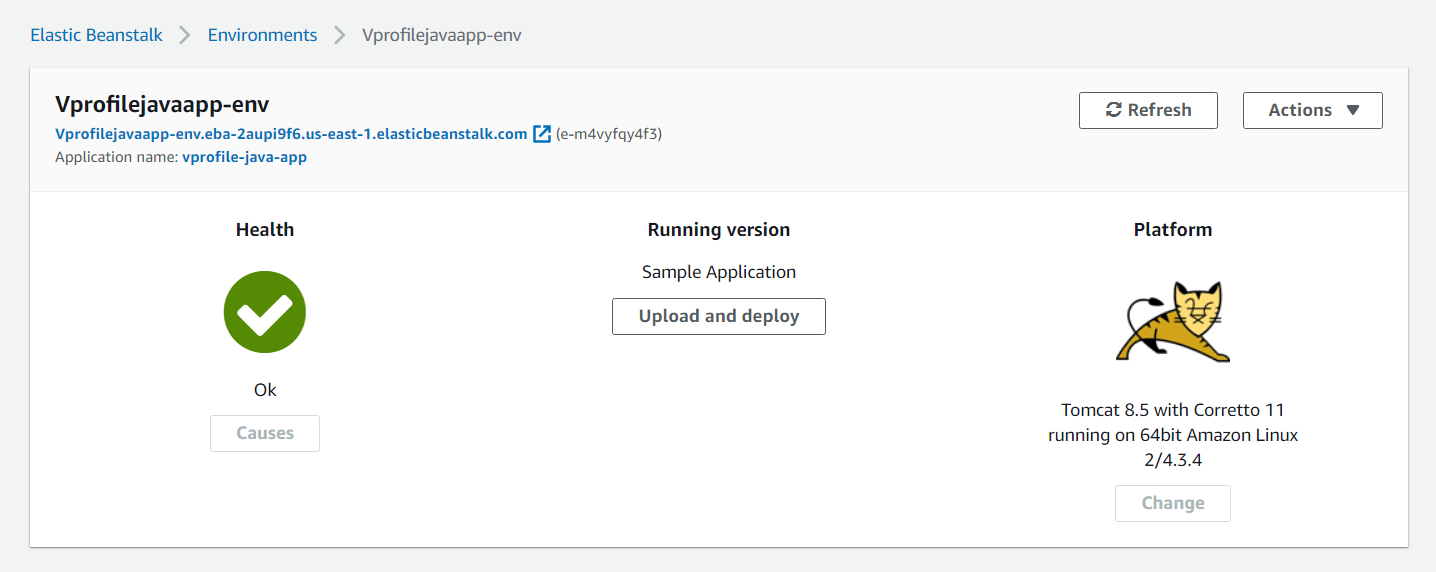 Elastic Beanstalk > Environments > Vprofilejavaapp-env
Vprofilejavaapp-env
Refresh
Actions
Vprofilejavaapp-env.eba-2aupi9f6.us-east-1.elasticbeanstalk.com (e-m4vyfqy4f3)
Application name: vprofile-java-app
Health
Ok
Causes
Running version
Sample Application
Upload and deploy
Platform
Tomcat 8.5 with Corretto 11
running on 64bit Amazon Linux
2/4.3.4
Change